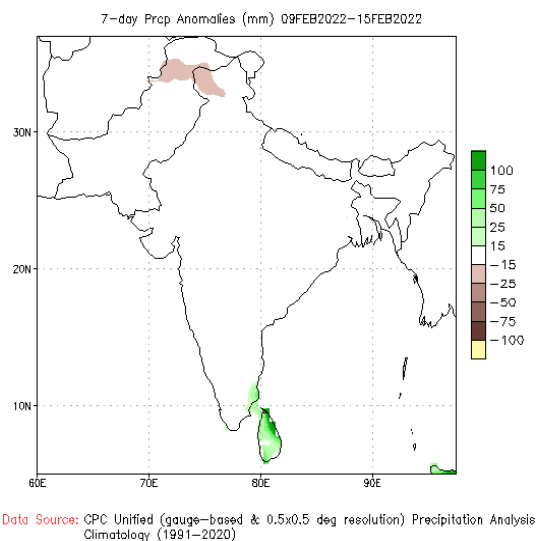 7-day Prcp Anomalies (mm) 09FEB2022-15FEB2022
30N
20N
10N
60E 70E 80E 90E
100
75
50
25
15
-15
-25
-50
-75
-100
Data Source: CPC Unified (gauge-based & 0.5x0.5 deg resolution) Precipitation Analysis
Climatology (1991-2020)